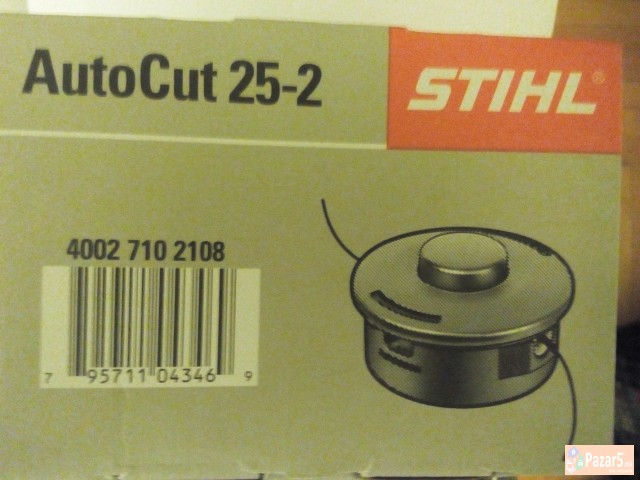 AutoCut 25-2
STIHL®
4002 710 2108
7 95711 04346 9
Pazar5